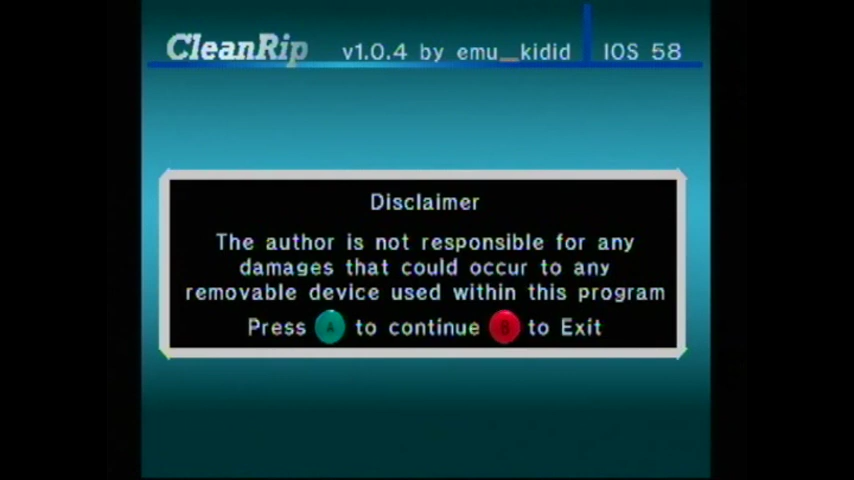 CleanRip v1.0.4 by emu_kidid IOS 58
Disclaimer
The author is not responsible for any
damages that could occur to any
removable device used within this program
Press A to continue B to Exit